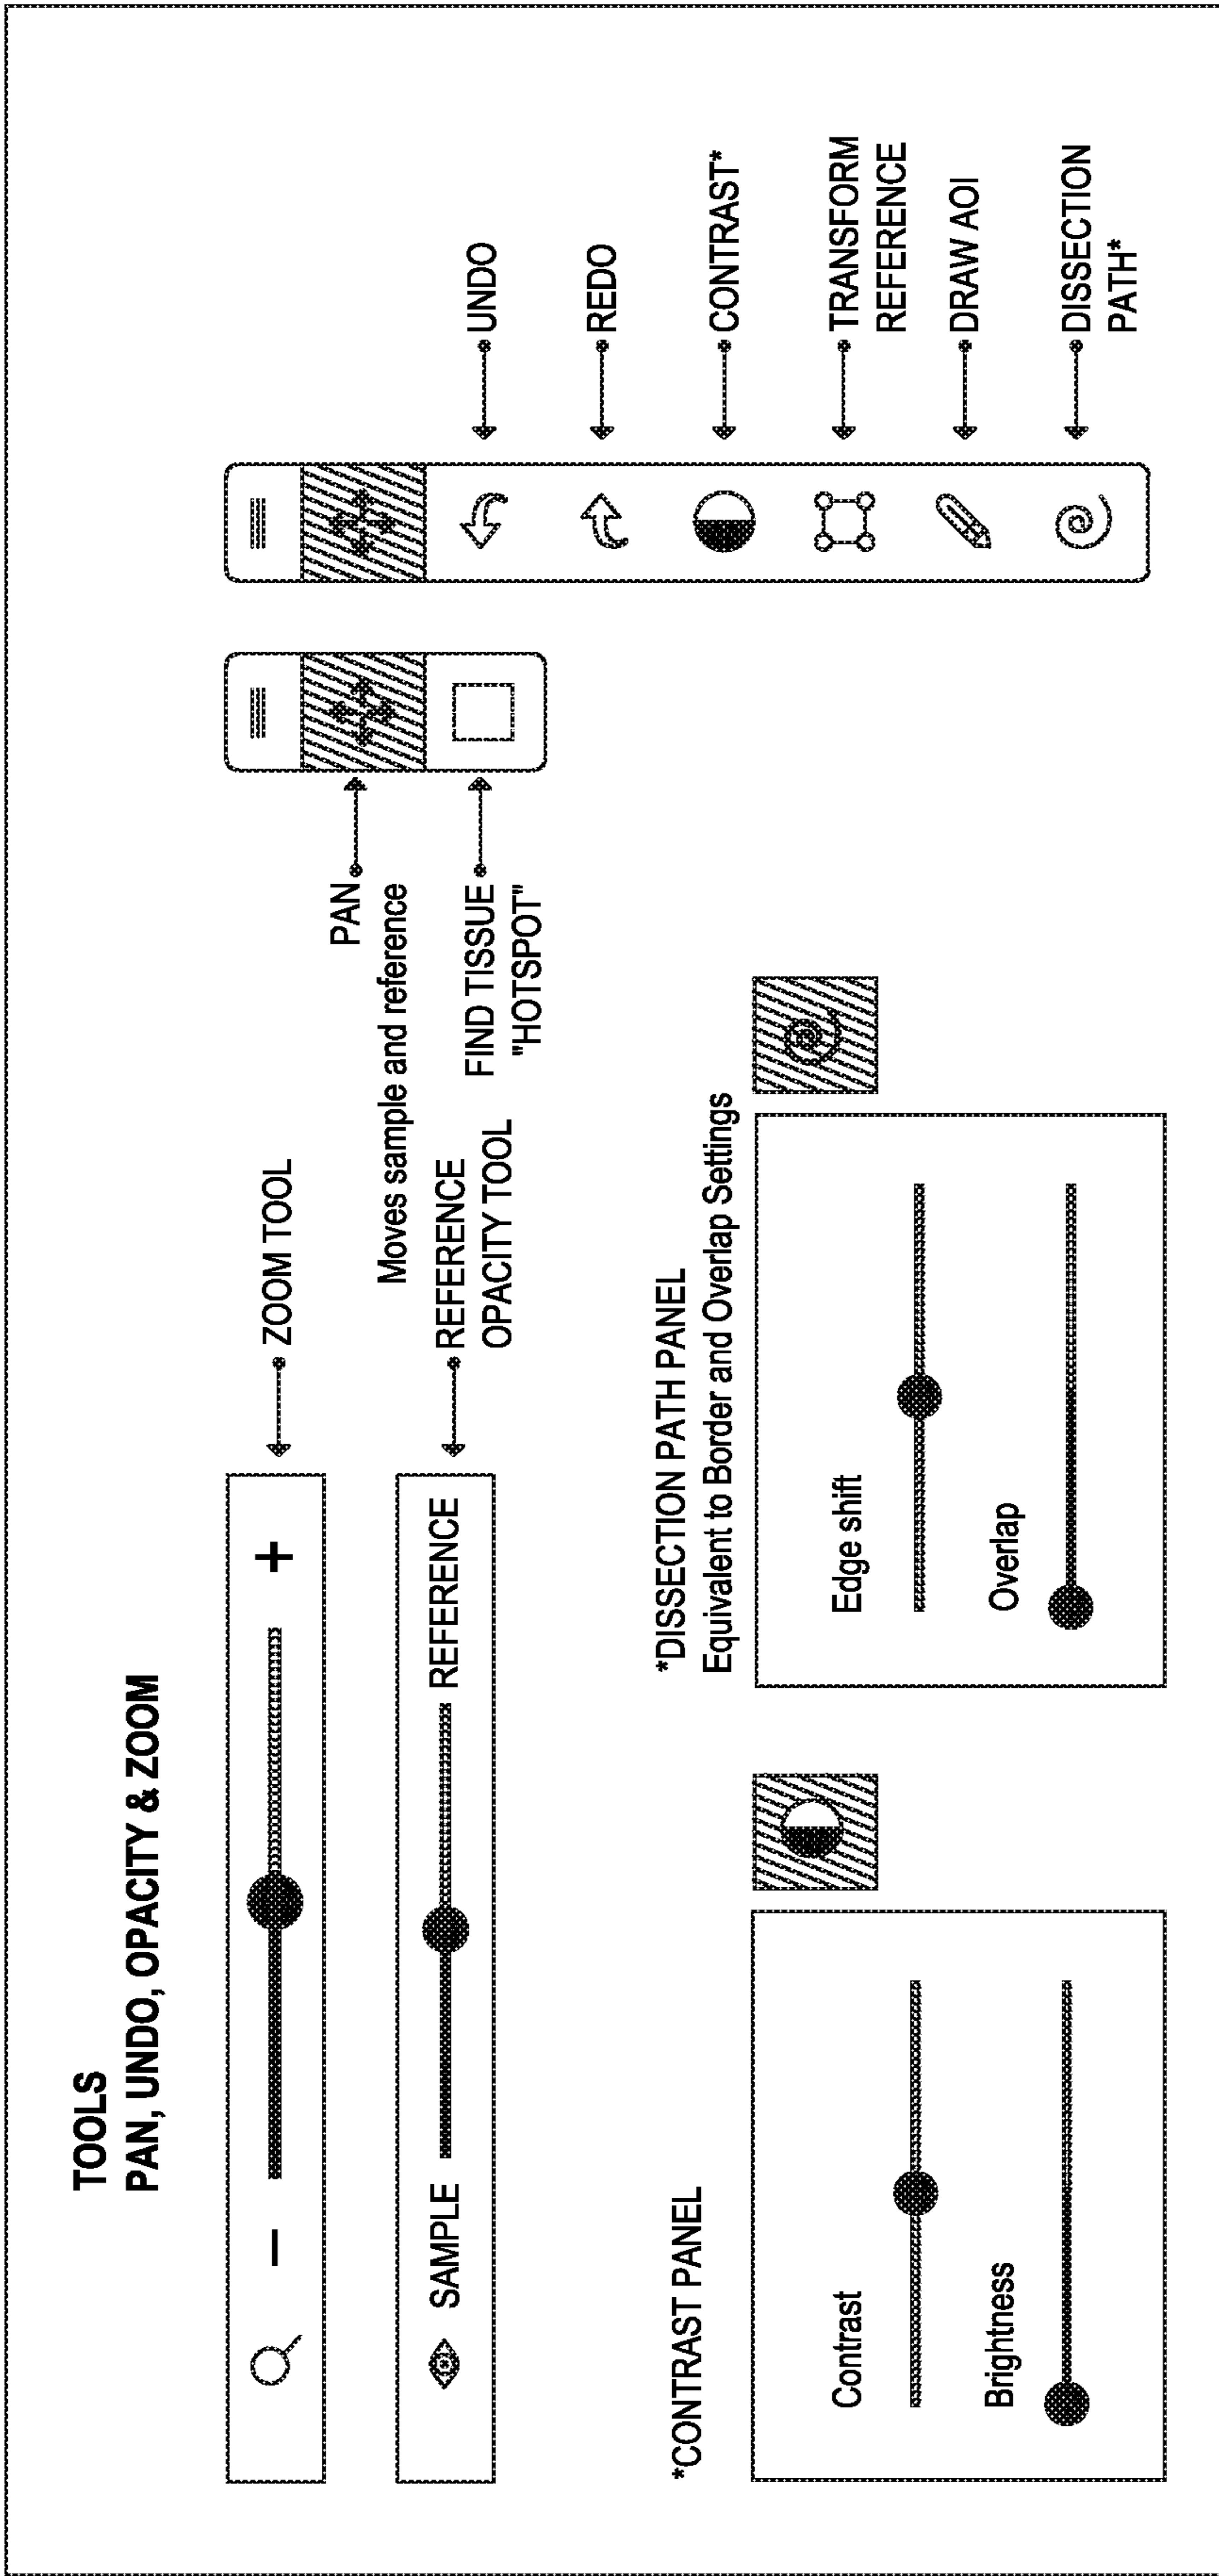 TOOLS
PAN, UNDO, OPACITY & ZOOM
− +
ZOOM TOOL
SAMPLE REFERENCE
REFERENCE
OPACITY TOOL
PAN
Moves sample and reference
FIND TISSUE
"HOTSPOT"
UNDO
REDO
CONTRAST*
TRANSFORM
REFERENCE
DRAW AOI
DISSECTION
PATH*
*CONTRAST PANEL
Contrast
Brightness
*DISSECTION PATH PANEL
Equivalent to Border and Overlap Settings
Edge shift
Overlap